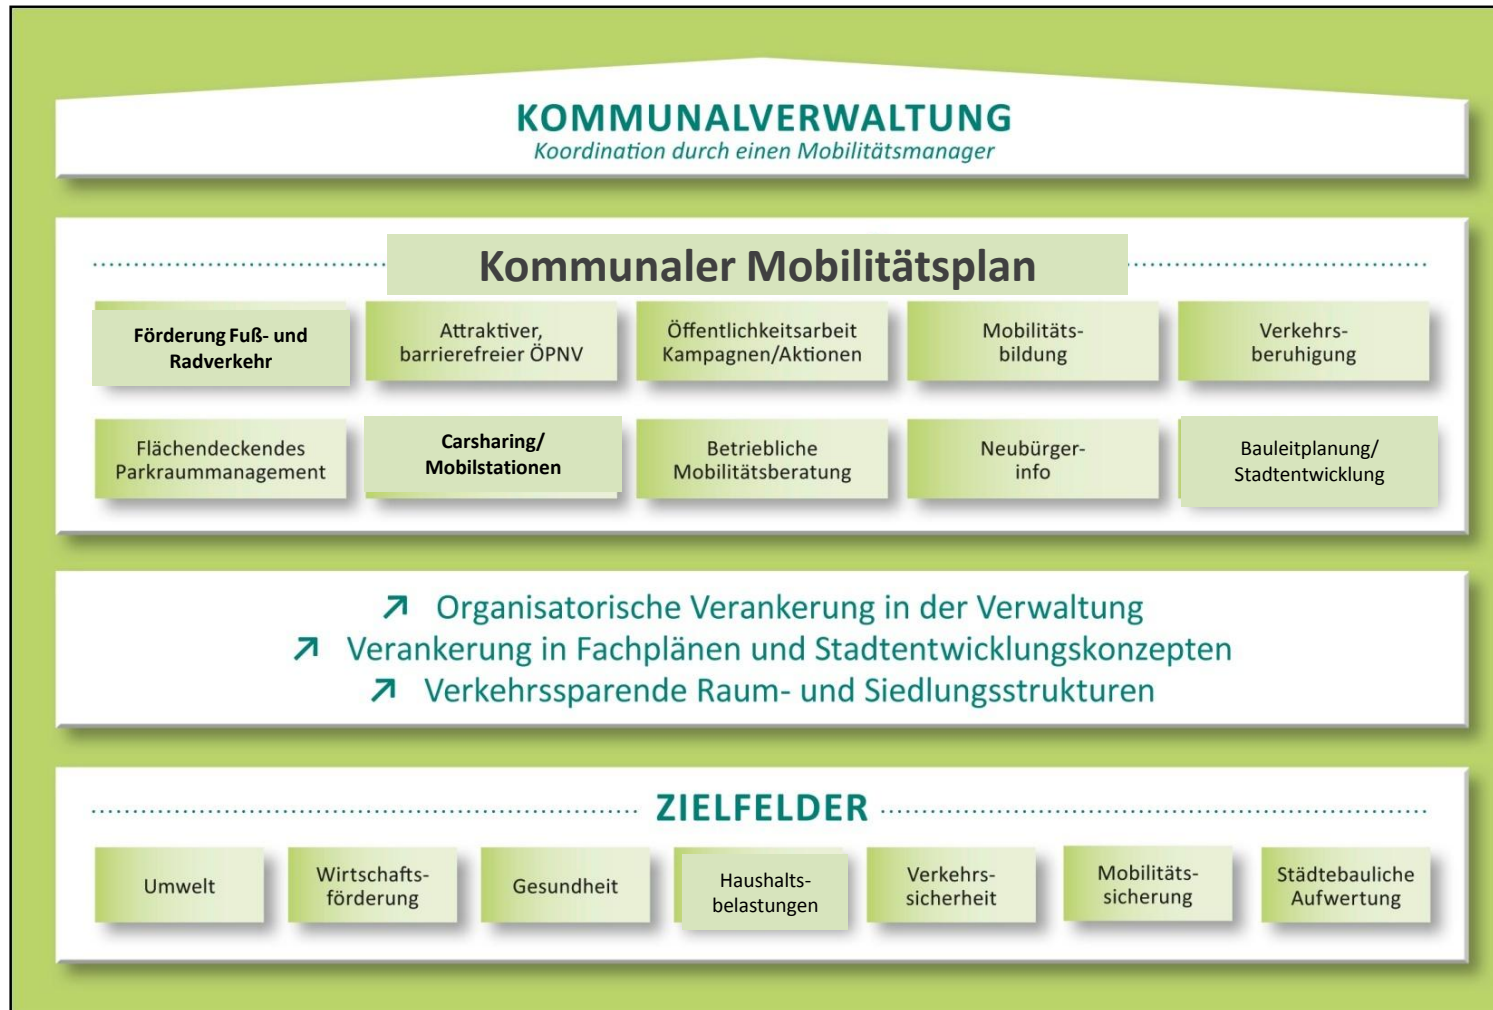 KOMMUNALVERWALTUNG
Koordination durch einen Mobilitätsmanager
Kommunaler Mobilitätsplan
Förderung Fuß- und
Radverkehr
Attraktiver,
barrierefreier ÖPNV
Öffentlichkeitsarbeit
Kampagnen/Aktionen
Mobilitäts-
bildung
Verkehrs-
beruhigung
Flächendeckendes
Parkraummanagement
Carsharing/
Mobilstationen
Betriebliche
Mobilitätsberatung
Neubürger-
info
Bauleitplanung/
Stadtentwicklung
↗ Organisatorische Verankerung in der Verwaltung
↗ Verankerung in Fachplänen und Stadtentwicklungskonzepten
↗ Verkehrssparende Raum- und Siedlungsstrukturen
ZIELFELDER
Umwelt
Wirtschafts-
förderung
Gesundheit
Haushalts-
belastungen
Verkehrs-
sicherheit
Mobilitäts-
sicherung
Städtebauliche
Aufwertung